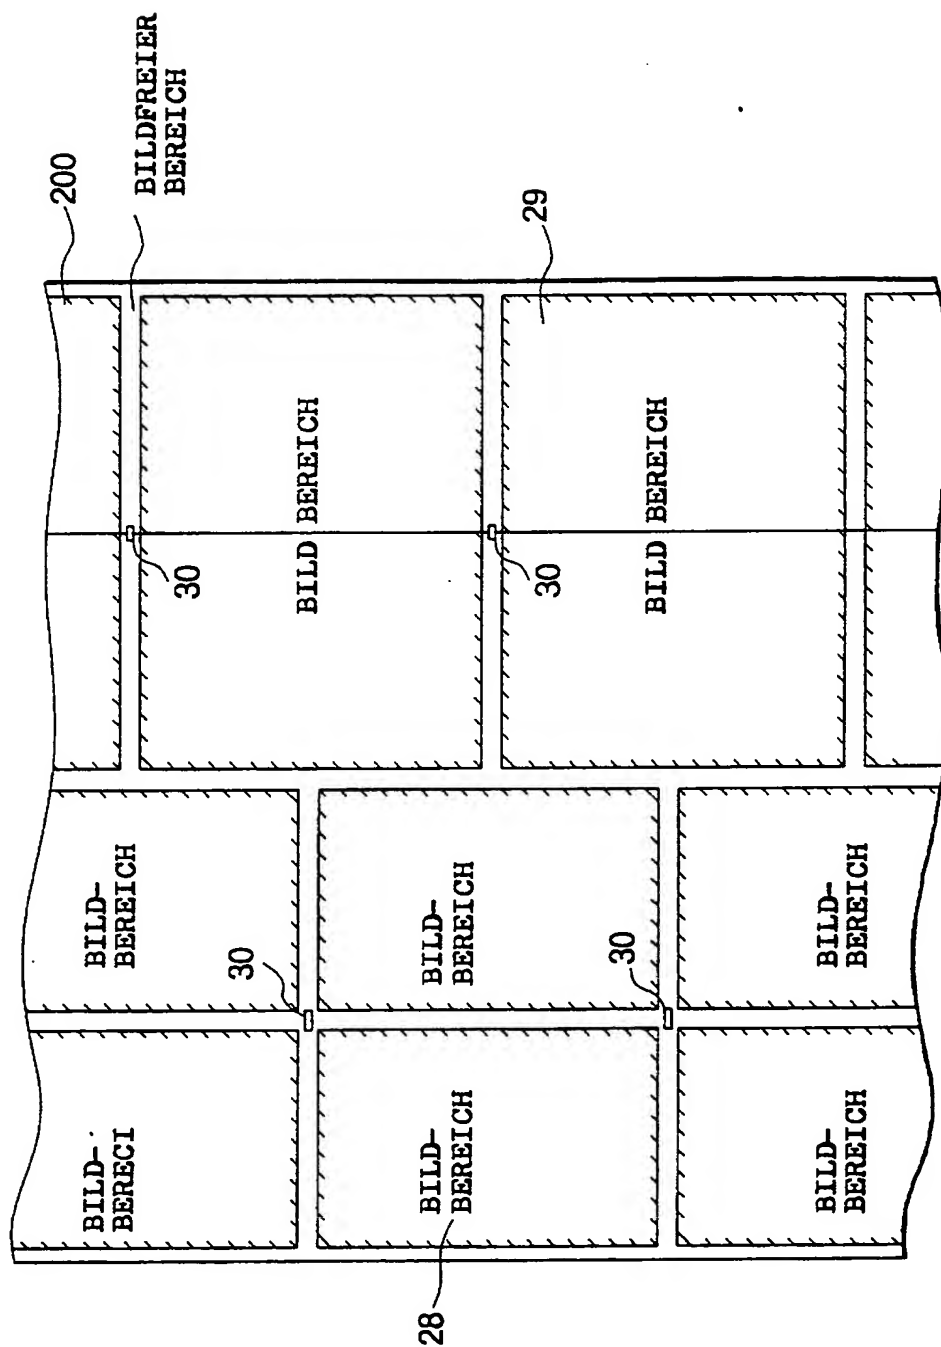 200
BILDFREIER
BEREICH
BILD-
BERECI
BILD-
BEREICH
30
30
BILD BEREICH
28
BILD-
BEREICH
BILD-
BEREICH
29
30
30
BILD BEREICH
BILD-
BEREICH
BILD-
BEREICH